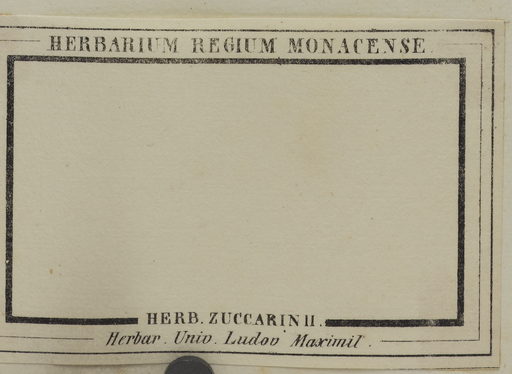 HERBARIUM REGIUM MONACENSE.
HERB. ZUCCARINII.
Herbar. Univ. Ludov Maximil.